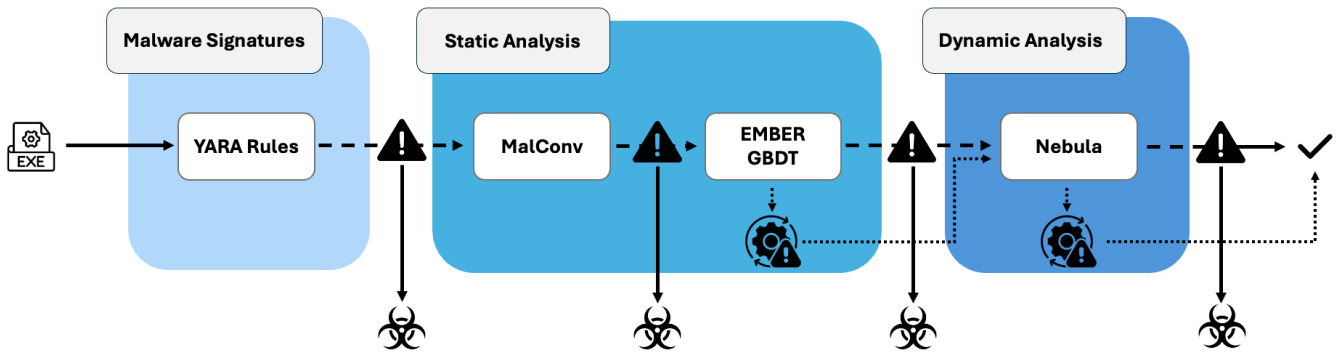 Malware Signatures
Static Analysis
Dynamic Analysis
EXE
YARA Rules
MalConv
EMBER
GBDT
Nebula